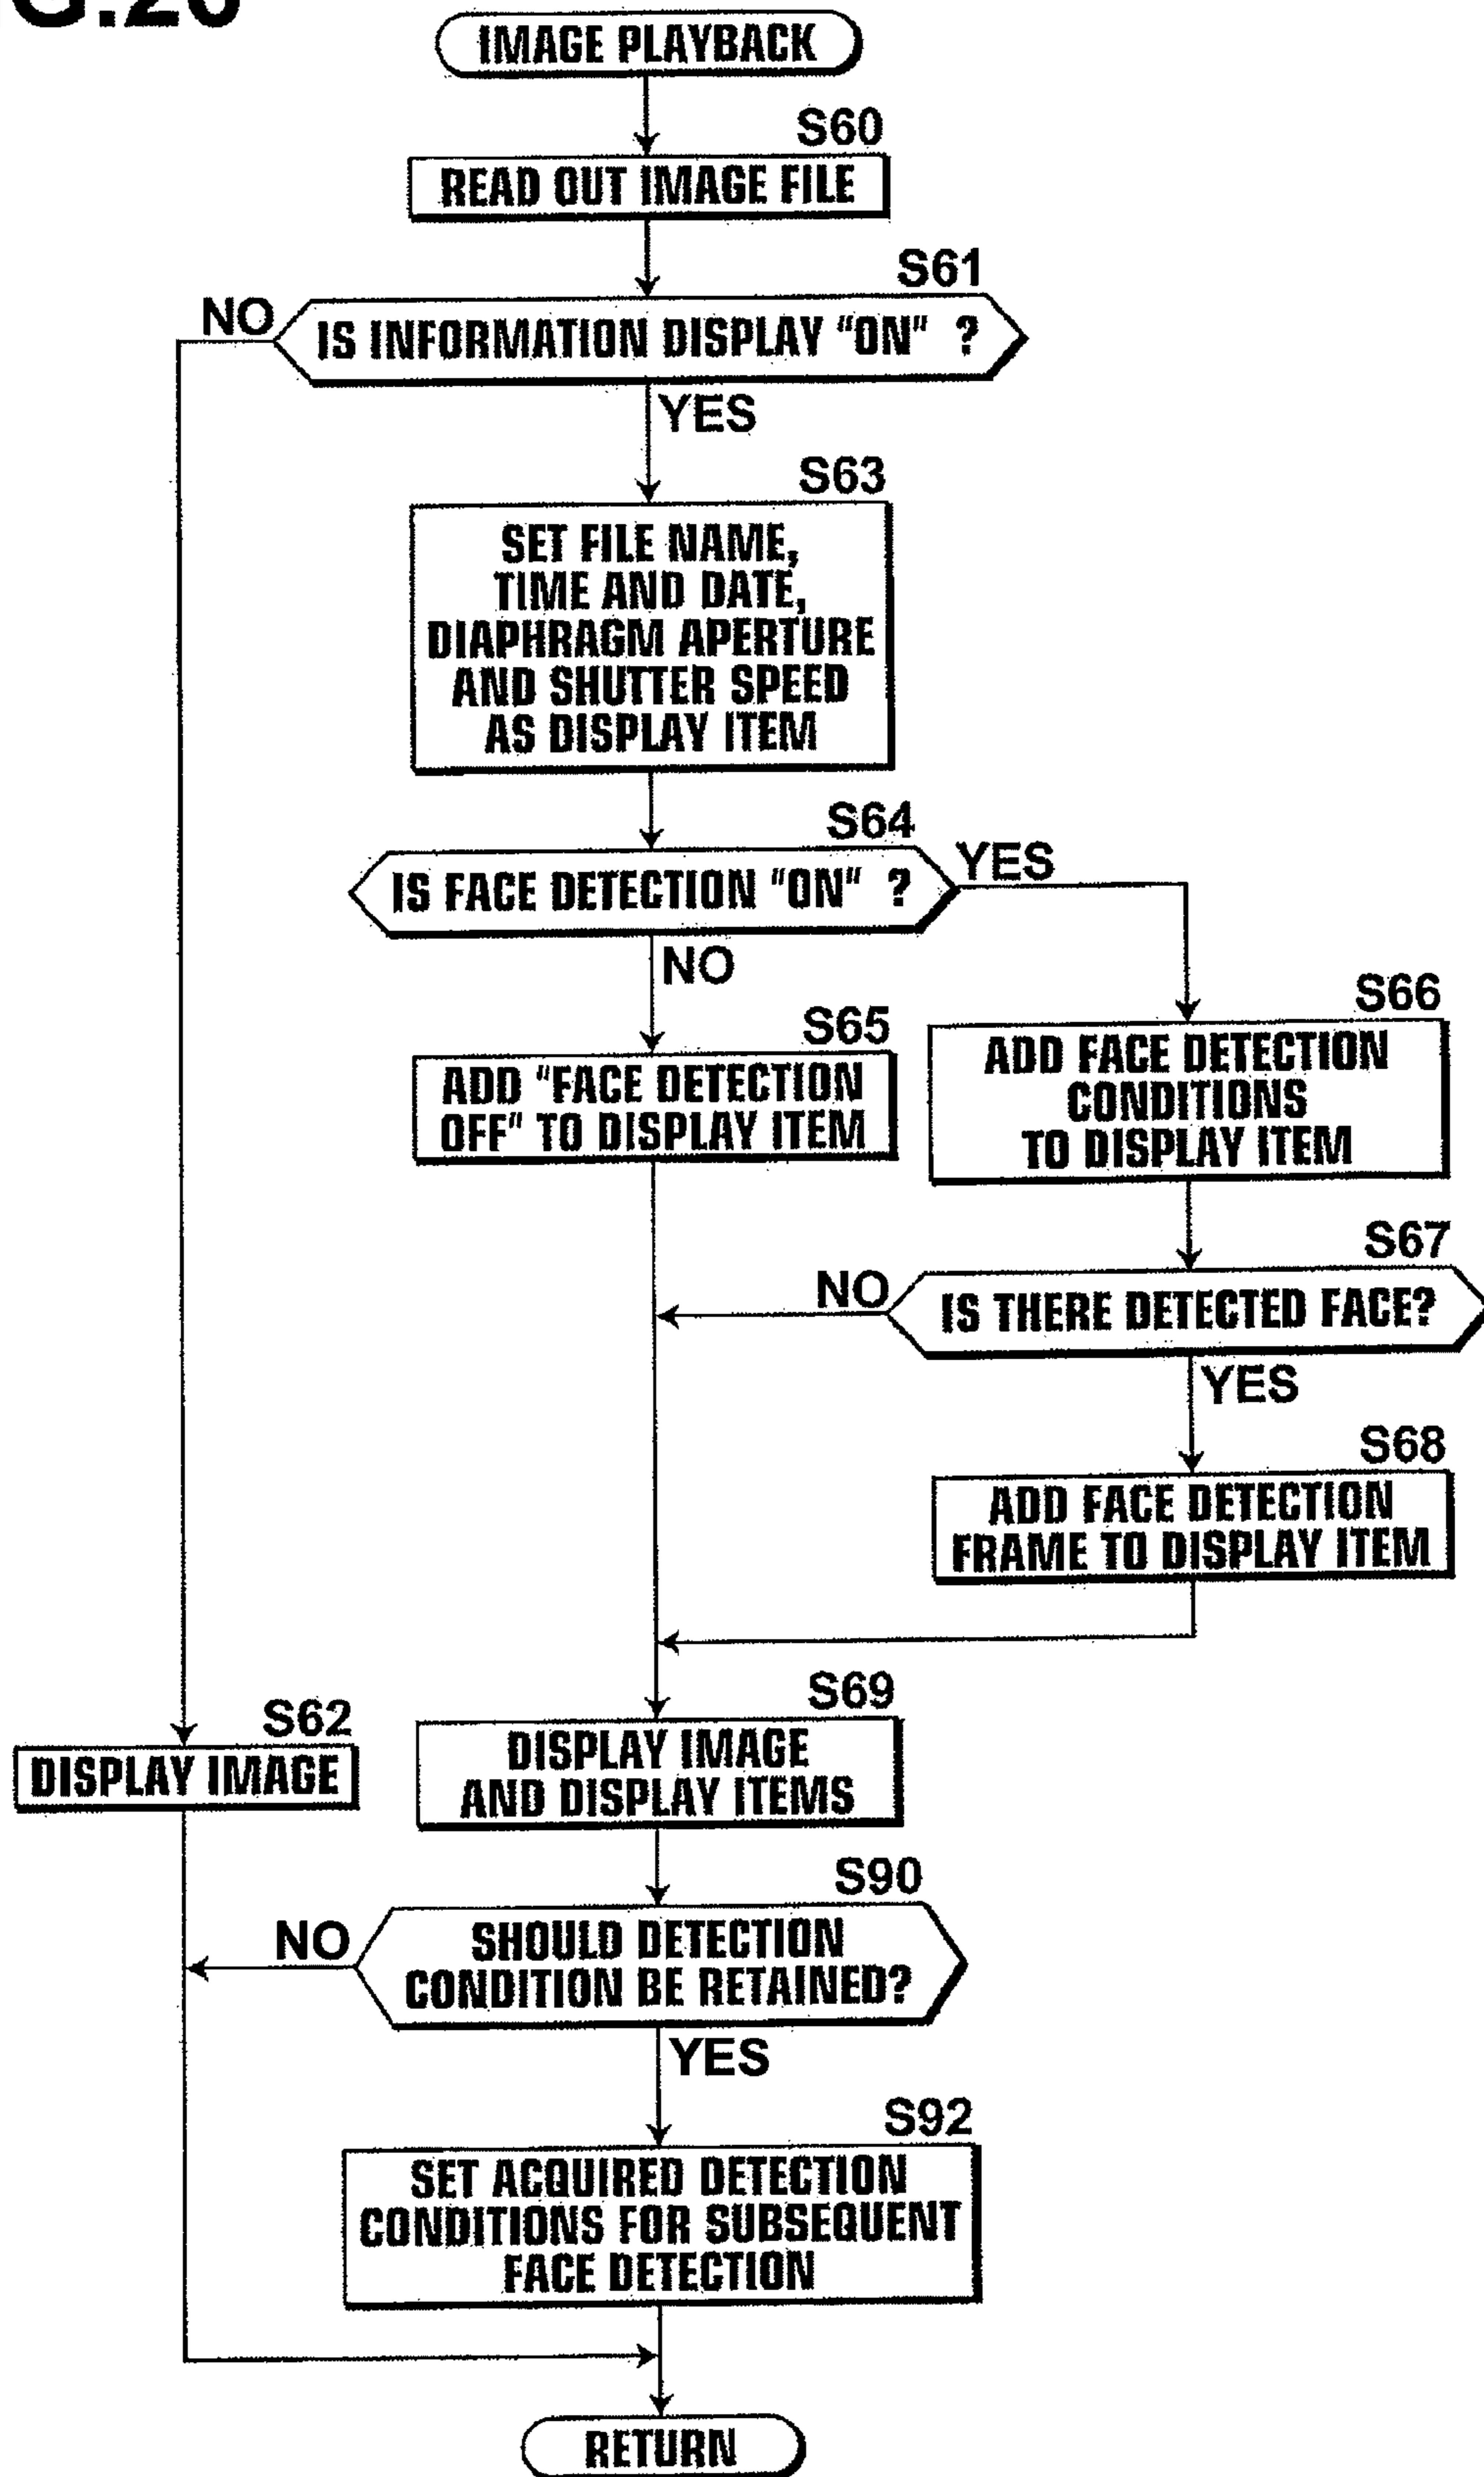 G.26
IMAGE PLAYBACK
S60
READ OUT IMAGE FILE
S61
NO
IS INFORMATION DISPLAY "ON" ?
YES
S63
SET FILE NAME,
TIME AND DATE,
DIAPHRAGM APERTURE
AND SHUTTER SPEED
AS DISPLAY ITEM
S64
YES
IS FACE DETECTION "ON" ?
NO
S65
ADD "FACE DETECTION
OFF" TO DISPLAY ITEM
S66
ADD FACE DETECTION
CONDITIONS
TO DISPLAY ITEM
S67
NO
IS THERE DETECTED FACE?
YES
S68
ADD FACE DETECTION
FRAME TO DISPLAY ITEM
S62
DISPLAY IMAGE
S69
DISPLAY IMAGE
AND DISPLAY ITEMS
S90
NO
SHOULD DETECTION
CONDITION BE RETAINED?
YES
S92
SET ACQUIRED DETECTION
CONDITIONS FOR SUBSEQUENT
FACE DETECTION
RETURN